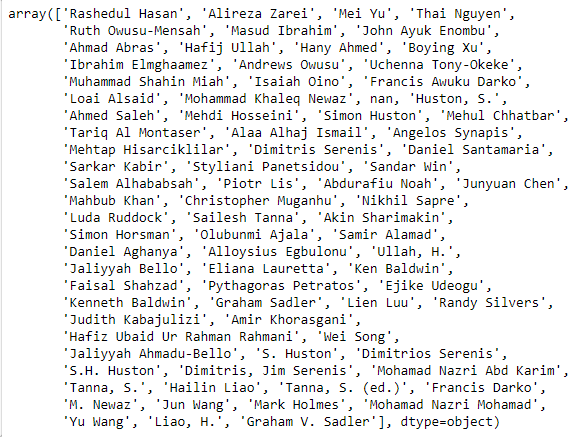 array(['Rashedul Hasan', 'Alireza Zarei', 'Mei Yu', 'Thai Nguyen',
'Ruth Owusu-Mensah', 'Masud Ibrahim', 'John Ayuk Enombu',
'Ahmad Abras', 'Hafij Ullah', 'Hany Ahmed', 'Boying Xu',
'Ibrahim Elmghaamez', 'Andrews Owusu', 'Uchenna Tony-Okeke',
'Muhammad Shahin Miah', 'Isaiah Oino', 'Francis Awuku Darko',
'Loai Alsaid', 'Mohammad Khaleq Newaz', nan, 'Huston, S.',
'Ahmed Saleh', 'Mehdi Hosseini', 'Simon Huston', 'Mehul Chhatbar',
'Tariq Al Montaser', 'Alaa Alhaj Ismail', 'Angelos Synapis',
'Mehtap Hisarciklilar', 'Dimitris Serenis', 'Daniel Santamaria',
'Sarkar Kabir', 'Styliani Panetsidou', 'Sandar Win',
'Salem Alhababsah', 'Piotr Lis', 'Abdurafiu Noah', 'Junyuan Chen',
'Mahbub Khan', 'Christopher Muganhu', 'Nikhil Sapre',
'Luda Ruddock', 'Sailesh Tanna', 'Akin Sharimakin',
'Simon Horsman', 'Olubunmi Ajala', 'Samir Alamad',
'Daniel Aghanya', 'Alloysius Egbulonu', 'Ullah, H.',
'Jaliyyah Bello', 'Eliana Lauretta', 'Ken Baldwin',
'Faisal Shahzad', 'Pythagoras Petratos', 'Ejike Udeogu',
'Kenneth Baldwin', 'Graham Sadler', 'Lien Luu', 'Randy Silvers',
'Judith Kabajulizi', 'Amir Khorasgani',
'Hafiz Ubaid Ur Rahman Rahmani', 'Wei Song',
'Jaliyyah Ahmadu-Bello', 'S. Huston', 'Dimitrios Serenis',
'S.H. Huston', 'Dimitris, Jim Serenis', 'Mohamad Nazri Abd Karim',
'Tanna, S.', 'Hailin Liao', 'Tanna, S. (ed.)', 'Francis Darko',
'M. Newaz', 'Jun Wang', 'Mark Holmes', 'Mohamad Nazri Mohamad',
'Yu Wang', 'Liao, H.', 'Graham V. Sadler'], dtype=object)